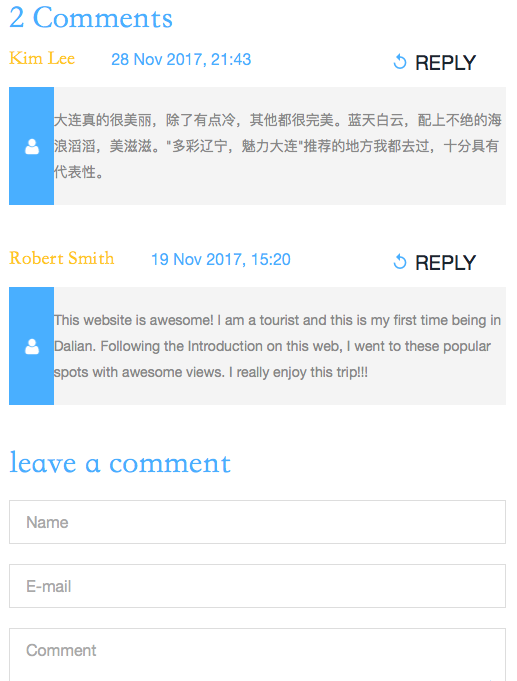 2 Comments
Kim Lee 28 Nov 2017, 21:43 REPLY
大连真的很美丽，除了有点冷，其他都很完美。蓝天白云，配上不绝的海
浪滔滔，美滋滋。"多彩辽宁，魅力大连"推荐的地方我都去过，十分具有
代表性。
Robert Smith 19 Nov 2017, 15:20 REPLY
This website is awesome! I am a tourist and this is my first time being in
Dalian. Following the Introduction on this web, I went to these popular
spots with awesome views. I really enjoy this trip!!!
leave a comment
Name
E-mail
Comment